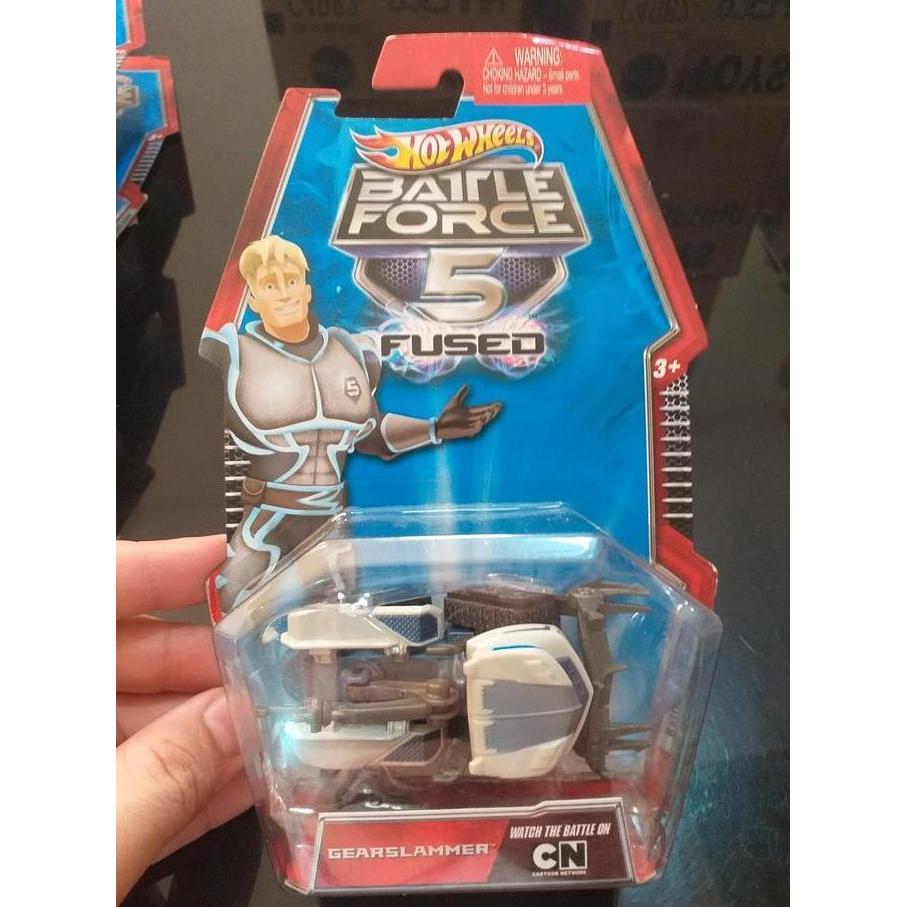 WARNING:
CHOKING HAZARD – Small parts
Not for children under 3 years
HOT WHEELS
BATTLE
FORCE
5
FUSED
3+
5
GEARSLAMMER™
WATCH THE BATTLE ON
CN
CARTOON NETWORK